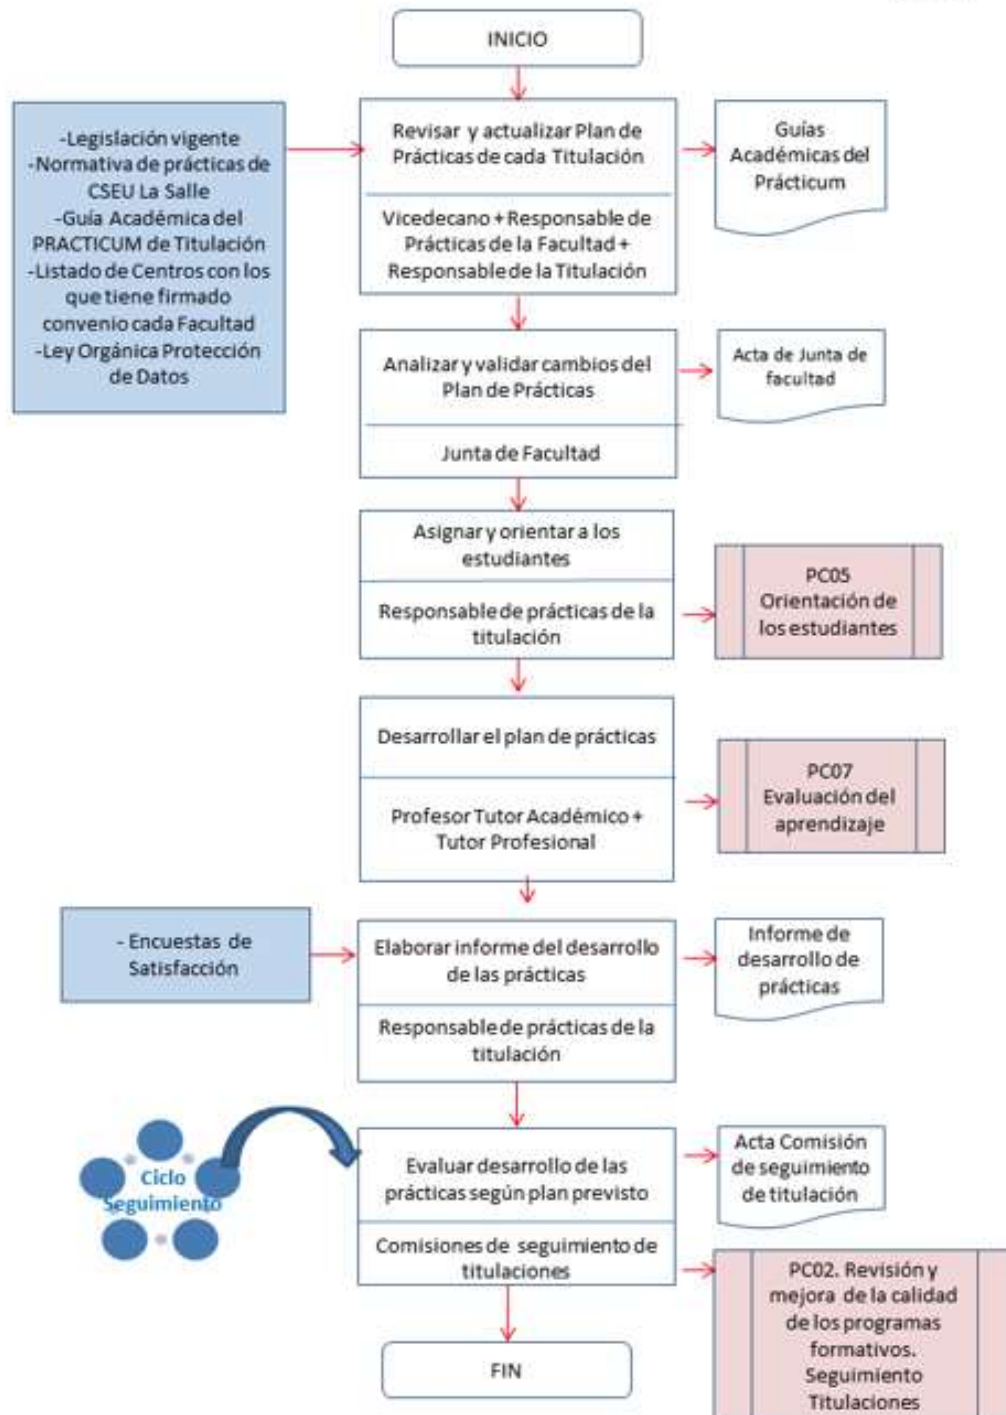 INICIO
-Legislación vigente
-Normativa de prácticas de
CSEU La Salle
-Guía Académica del
PRACTICUM de Titulación
-Listado de Centros con los
que tiene firmado
convenio cada Facultad
-Ley Orgánica Protección
de Datos
Revisar y actualizar Plan de
Prácticas de cada Titulación
Vicedecano + Responsable de
Prácticas de la Facultad +
Responsable de la Titulación
Guías
Académicas del
Prácticum
Analizar y validar cambios del
Plan de Prácticas
Junta de Facultad
Acta de Junta de
facultad
Asignar y orientar a los
estudiantes
Responsable de prácticas de la
titulación
PC05
Orientación de
los estudiantes
Desarrollar el plan de prácticas
Profesor Tutor Académico +
Tutor Profesional
PC07
Evaluación del
aprendizaje
- Encuestas de
Satisfacción
Elaborar informe del desarrollo
de las prácticas
Responsable de prácticas de la
titulación
Informe de
desarrollo de
prácticas
Ciclo
Seguimiento
Evaluar desarrollo de las
prácticas según plan previsto
Comisiones de seguimiento de
titulaciones
Acta Comisión
de seguimiento
de titulación
PC02. Revisión y
mejora de la calidad
de los programas
formativos.
Seguimiento
Titulaciones
FIN